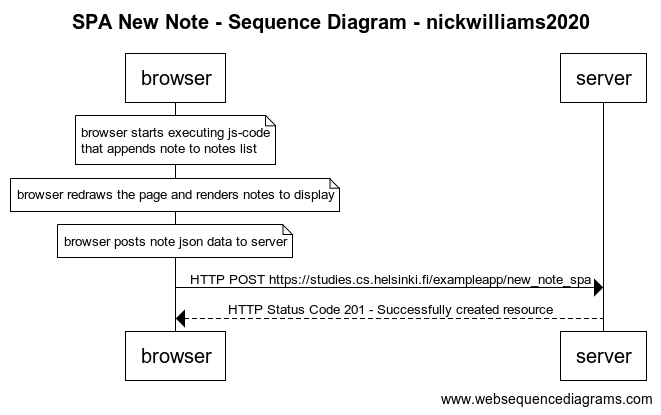 SPA New Note - Sequence Diagram - nickwilliams2020
browser
server
browser starts executing js-code
that appends note to notes list
browser redraws the page and renders notes to display
browser posts note json data to server
HTTP POST https://studies.cs.helsinki.fi/exampleapp/new_note_spa
HTTP Status Code 201 - Successfully created resource
browser
server
www.websequencediagrams.com